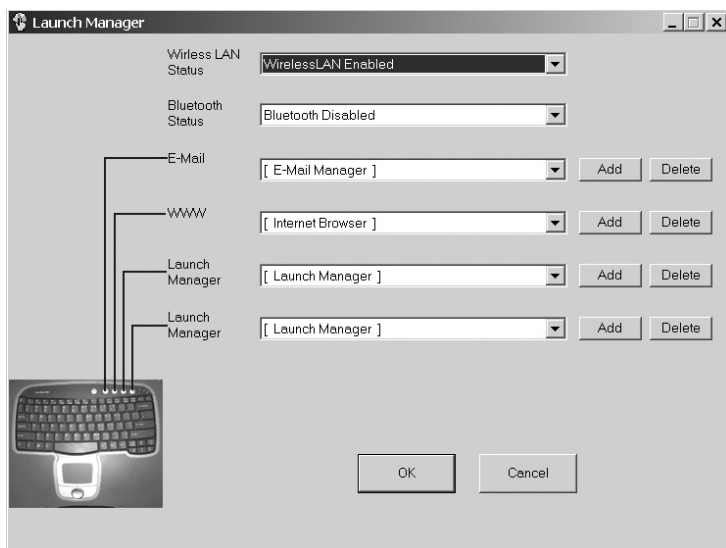 Launch Manager
Wirless LAN
Status
WirelessLAN Enabled
Bluetooth
Status
Bluetooth Disabled
E-Mail
[ E-Mail Manager ]
Add
Delete
WWW
[ Internet Browser ]
Add
Delete
Launch
Manager
[ Launch Manager ]
Add
Delete
Launch
Manager
[ Launch Manager ]
Add
Delete
OK
Cancel